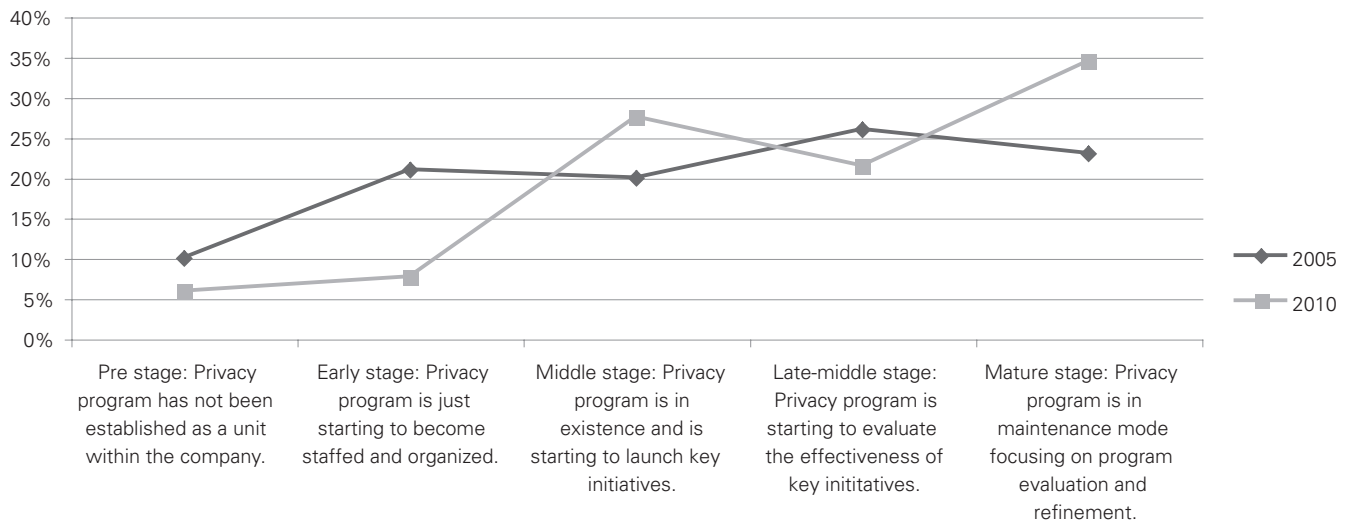 40%
35%
30%
25%
20%
15%
10%
5%
0%
2005
2010
Pre stage: Privacy
program has not been
established as a unit
within the company.
Early stage: Privacy
program is just
starting to become
staffed and organized.
Middle stage: Privacy
program is in
existence and is
starting to launch key
initiatives.
Late-middle stage:
Privacy program is
starting to evaluate
the effectiveness of
key inititatives.
Mature stage: Privacy
program is in
maintenance mode
focusing on program
evaluation and
refinement.